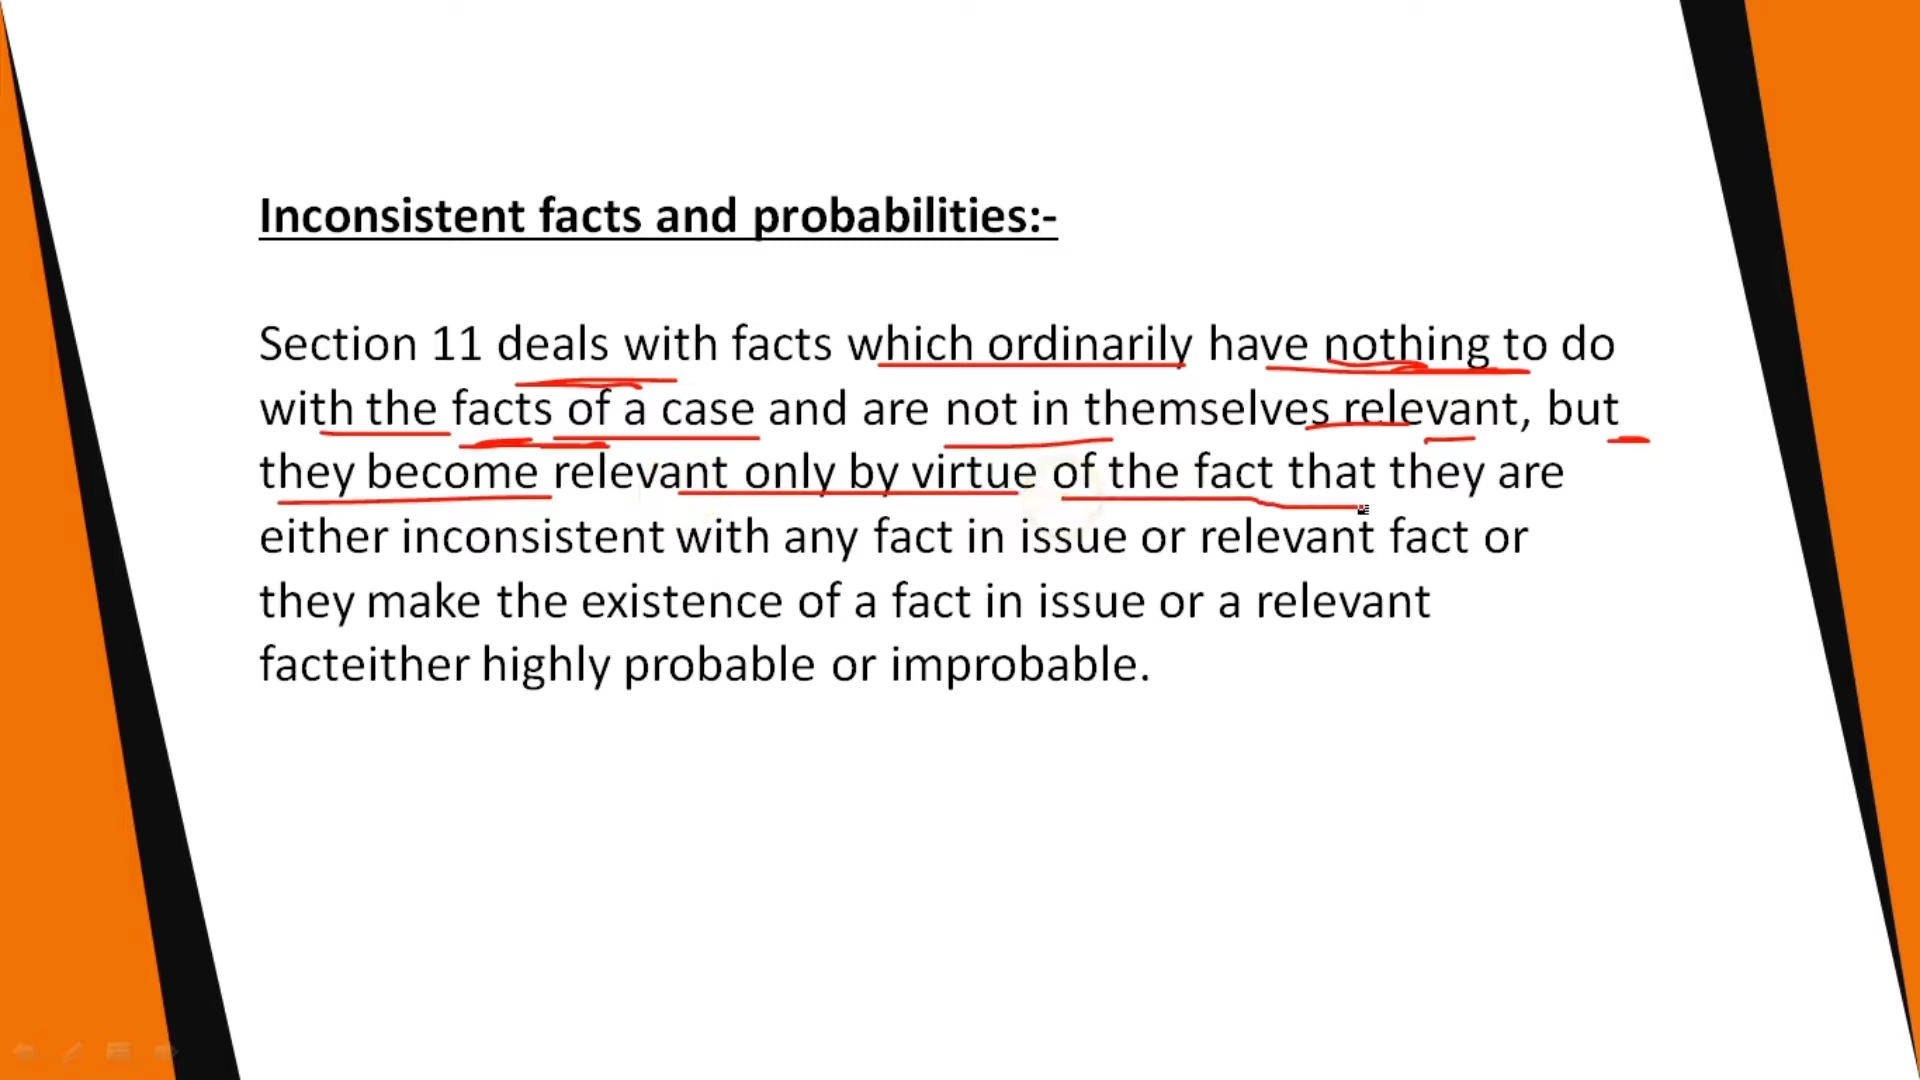 Inconsistent facts and probabilities:-
Section 11 deals with facts which ordinarily have nothing to do
with the facts of a case and are not in themselves relevant, but
they become relevant only by virtue of the fact that they are
either inconsistent with any fact in issue or relevant fact or
they make the existence of a fact in issue or a relevant
facteither highly probable or improbable.